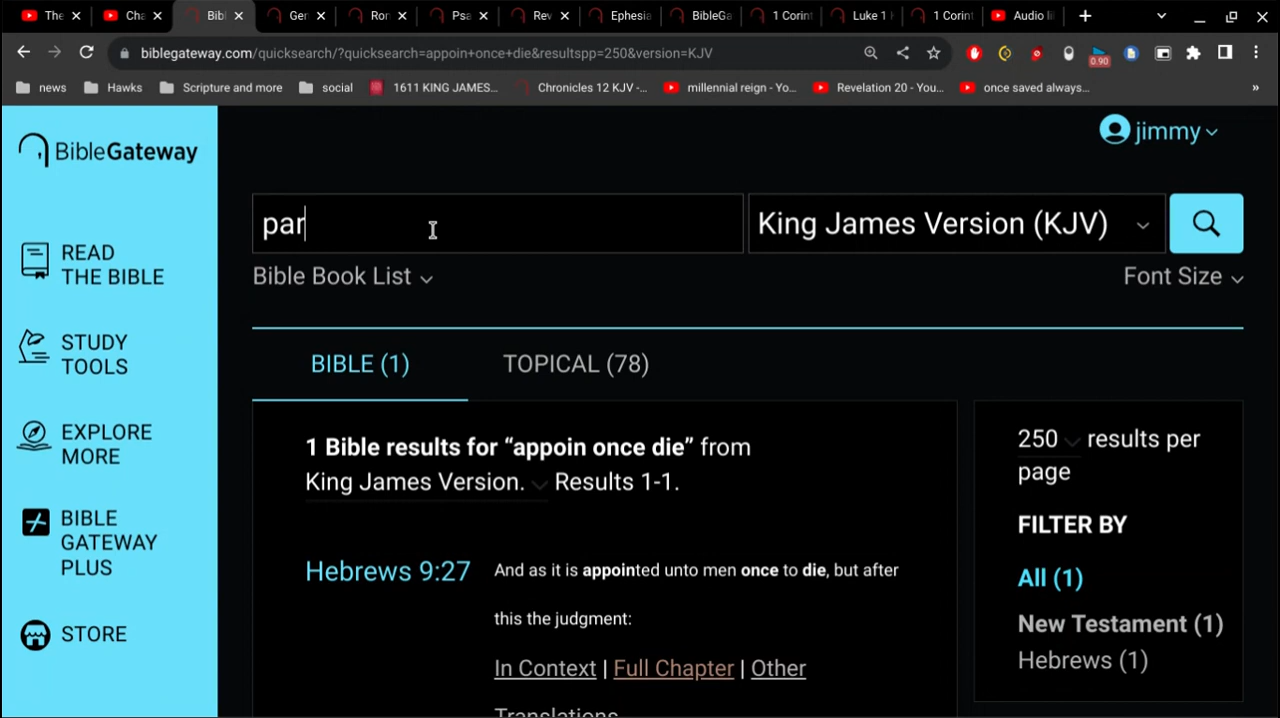 The
Cha
Bibl
Ger
Ror
Psa
Rev
Ephesia
BibleGa
1 Corint
Luke 1
1 Corin
Audio li
biblegateway.com/quicksearch/?quicksearch=appoin+once+die&resultspp=250&version=KJV
0.90
news
Hawks
Scripture and more
social
1611 KING JAMES...
Chronicles 12 KJV -...
millennial reign - Yo...
Revelation 20 - You...
once saved always...
»
BibleGateway
jimmy
par
King James Version (KJV)
Bible Book List
Font Size
READ
THE BIBLE
STUDY
TOOLS
EXPLORE
MORE
BIBLE
GATEWAY
PLUS
STORE
BIBLE (1)
TOPICAL (78)
1 Bible results for “appoin once die” from
King James Version. Results 1-1.
Hebrews 9:27
And as it is appointed unto men once to die, but after
this the judgment:
In Context | Full Chapter | Other
Translations
250 results per
page
FILTER BY
All (1)
New Testament (1)
Hebrews (1)